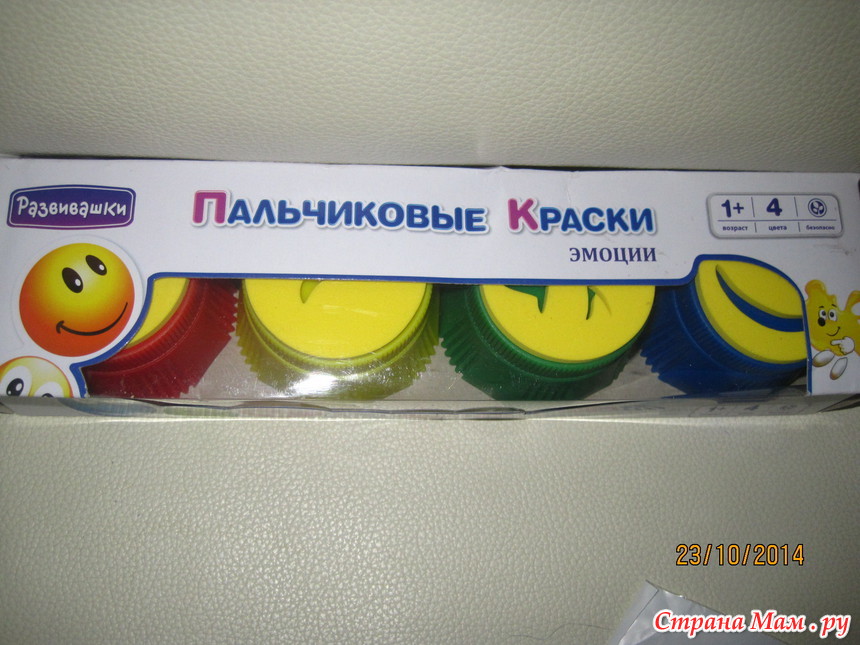 Развивашки
Пальчиковые Краски
эмоции
1+ 4
возраст цвета безопасно
23/10/2014
Страна Мам.ру